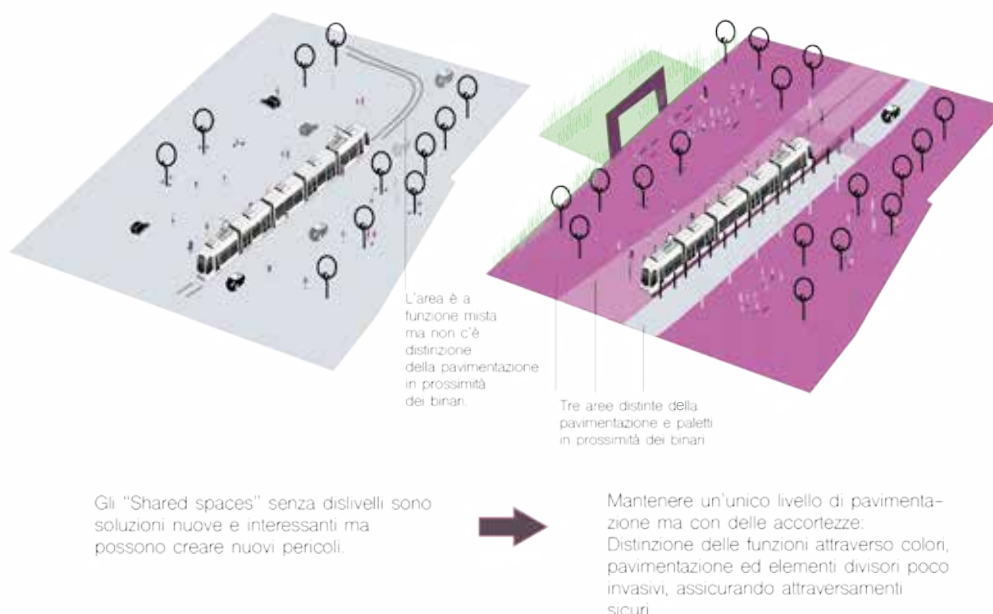 L'area è a
funzione mista
ma non c'è
distinzione
della pavimentazione
in prossimità
dei binari.
Tre aree distinte della
pavimentazione e paletti
in prossimità dei binari
Gli "Shared spaces" senza dislivelli sono
soluzioni nuove e interessanti ma
possono creare nuovi pericoli.
Mantenere un'unico livello di pavimenta-
zione ma con delle accortezze:
Distinzione delle funzioni attraverso colori,
pavimentazione ed elementi divisori poco
invasivi, assicurando attraversamenti
sicuri